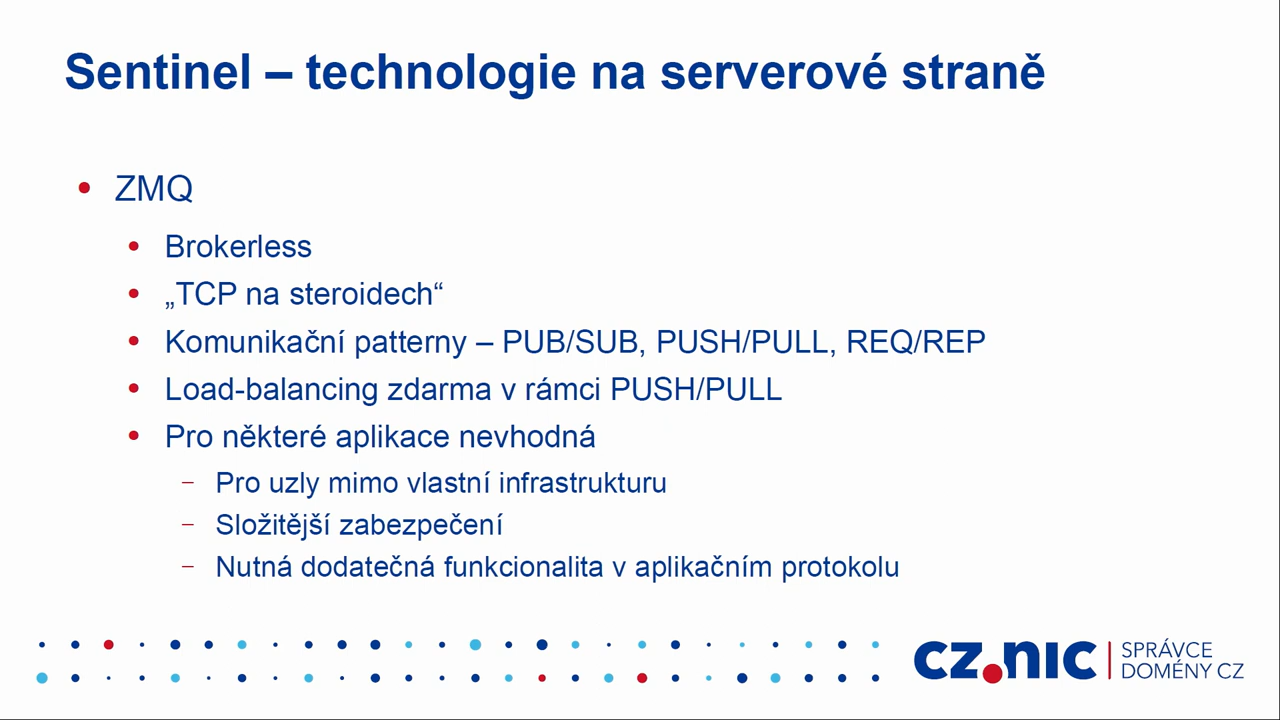 Sentinel – technologie na serverové straně
ZMQ
Brokerless
„TCP na steroidech“
Komunikační patterny – PUB/SUB, PUSH/PULL, REQ/REP
Load-balancing zdarma v rámci PUSH/PULL
Pro některé aplikace nevhodná
Pro uzly mimo vlastní infrastrukturu
Složitější zabezpečení
Nutná dodatečná funkcionalita v aplikačním protokolu
CZ.NIC
SPRÁVCE
DOMÉNY CZ